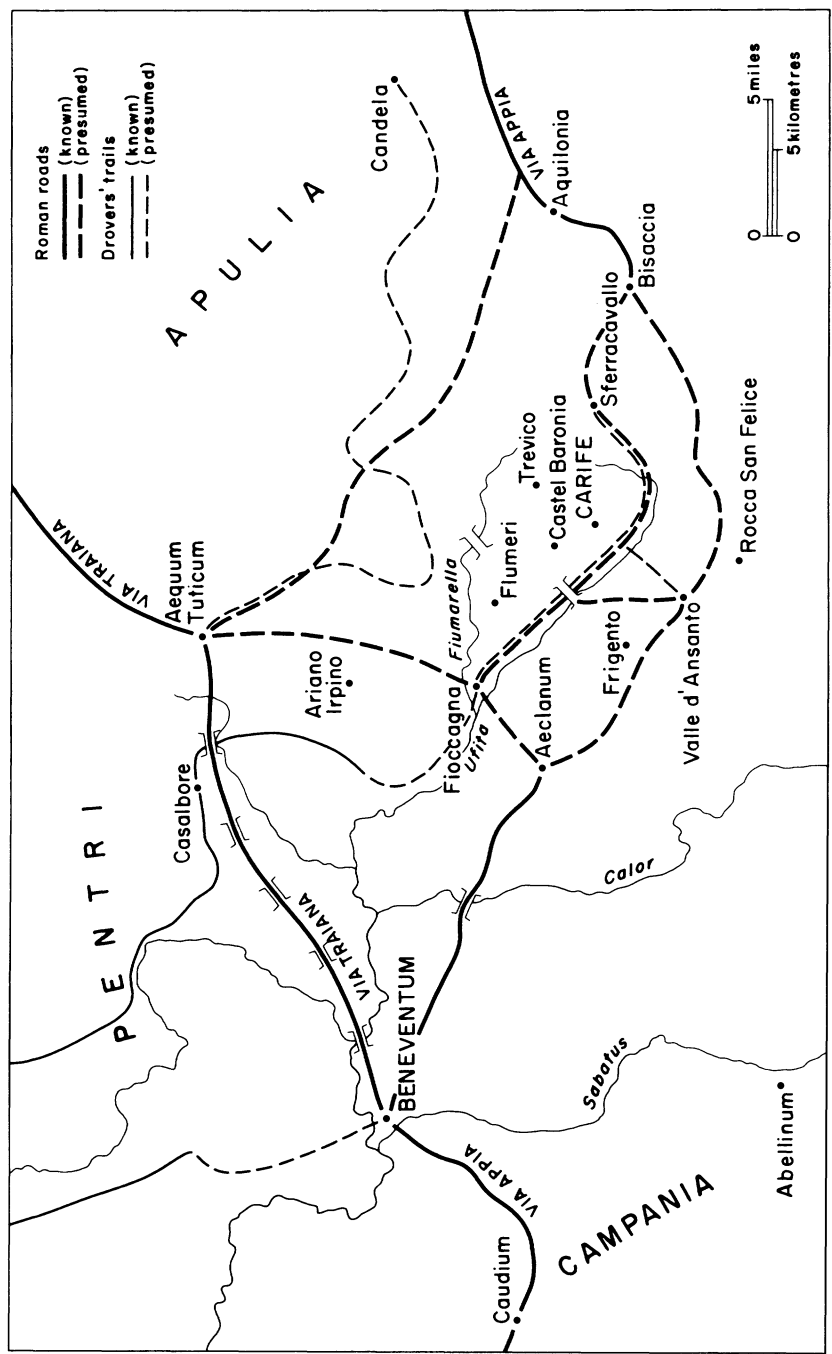 Roman roads
(known)
(presumed)
Drovers' trails
(known)
(presumed)
PENTRI
APULIA
CAMPANIA
VIA TRAIANA
VIA TRAIANA
VIA APPIA
VIA APPIA
Candela
Aequum
Tuticum
Casalbore
Ariano
Irpino
Fiumarella
Flumeri
Trevico
Castel Baronia
CARIFE
Sferracavallo
Aquilonia
Bisaccia
Fioccagna
Ufita
Aeclanum
Frigento
Valle d'Ansanto
Rocca San Felice
BENEVENTUM
Calor
Sabatus
Caudium
Abellinum
0 5 miles
0 5 kilometres